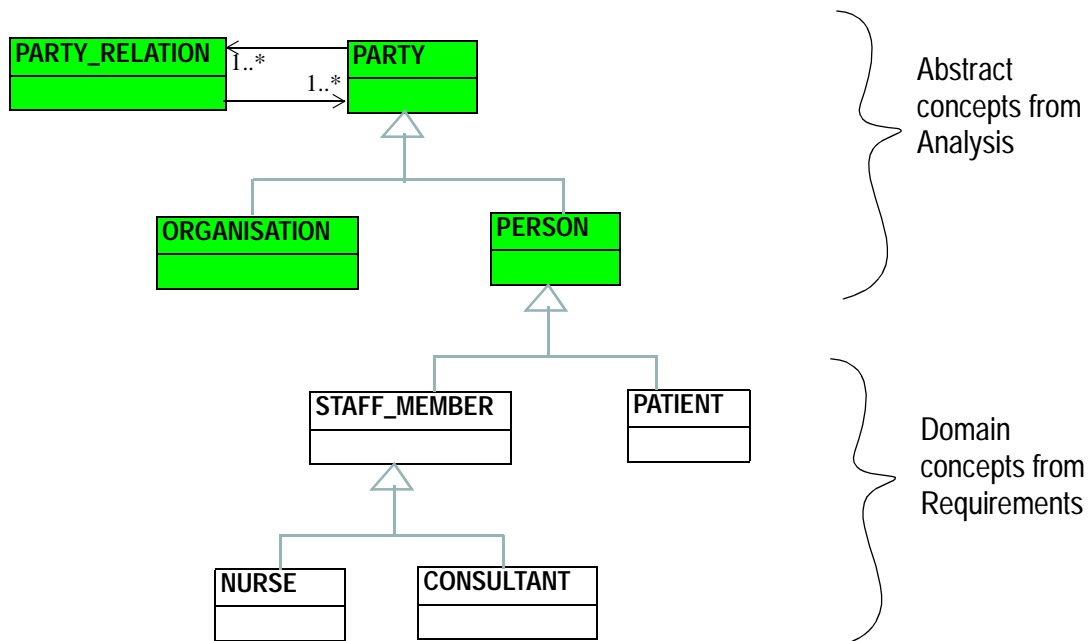 PARTY_RELATION
PARTY
1..*
1..*
Abstract
concepts from
Analysis
ORGANISATION
PERSON
STAFF_MEMBER
PATIENT
Domain
concepts from
Requirements
NURSE
CONSULTANT